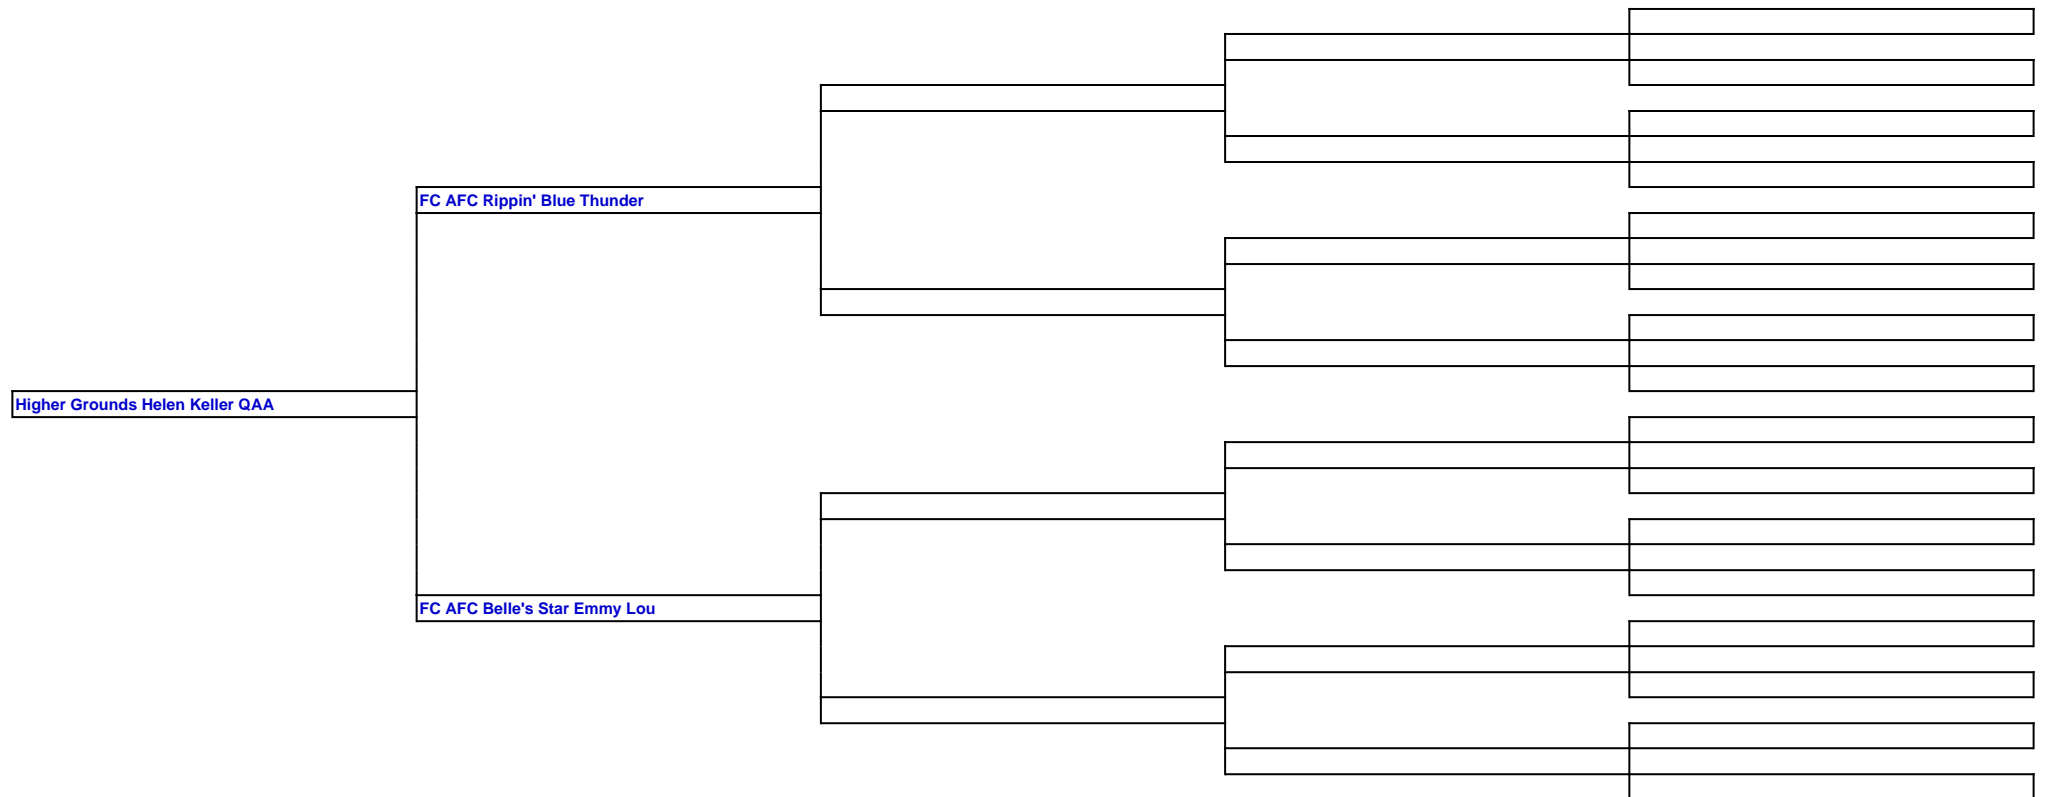 FC AFC Rippin' Blue Thunder
Higher Grounds Helen Keller QAA
FC AFC Belle's Star Emmy Lou